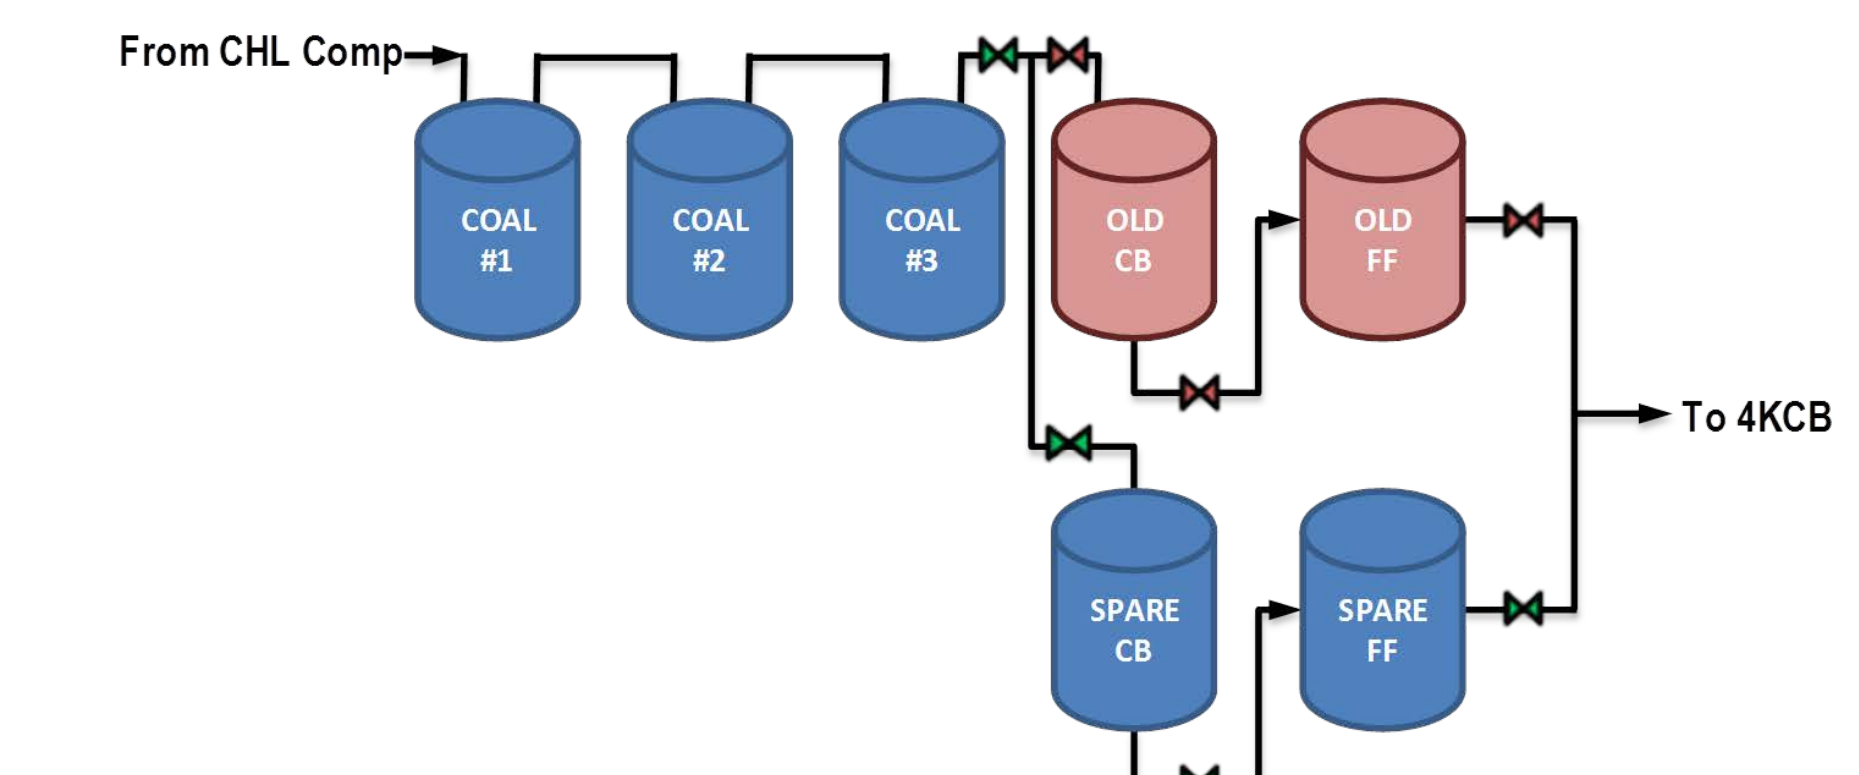 From CHL Comp
COAL
#1
COAL
#2
COAL
#3
OLD
CB
OLD
FF
To 4KCB
SPARE
CB
SPARE
FF